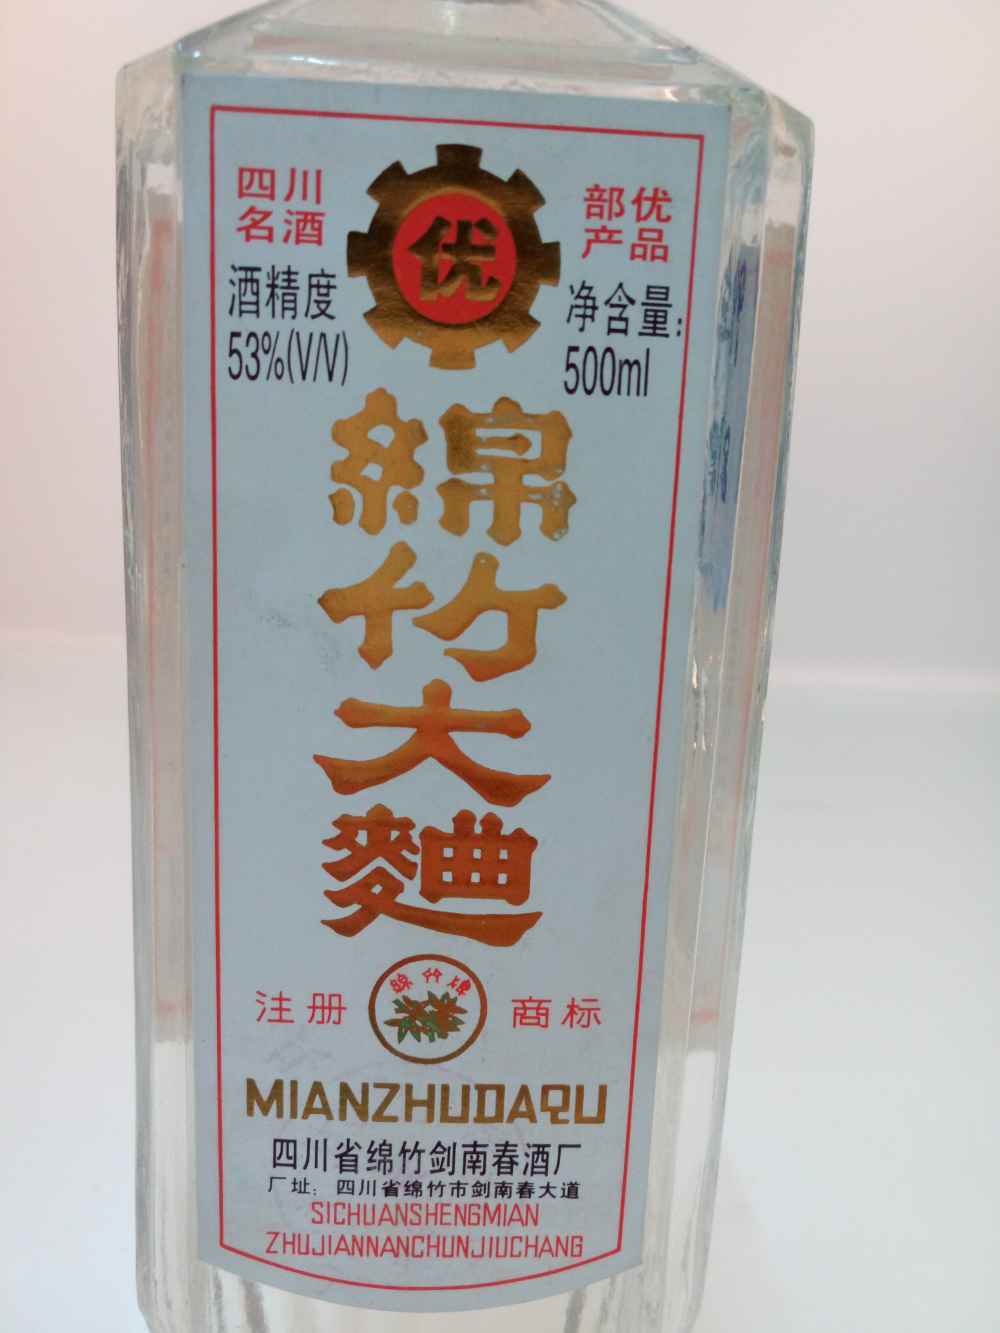 四川
名酒
酒精度
53%(V/V)
优
部优
产品
净含量:
500ml
綿
竹
大
麯
注册
綿竹牌
商标
MIANZHUDAQU
四川省绵竹剑南春酒厂
厂址: 四川省绵竹市剑南春大道
SICHUANSHENGMIAN
ZHUJIANNANCHUNJIUCHANG